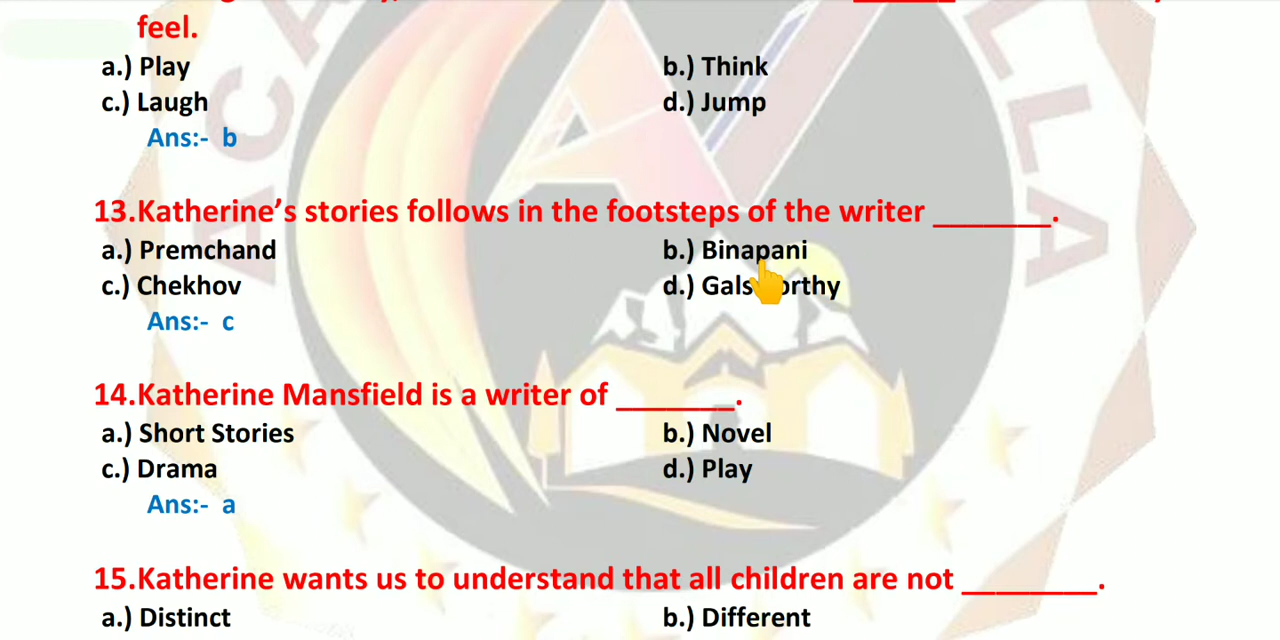 feel.
a.) Play b.) Think
c.) Laugh d.) Jump
Ans:- b
13.Katherine's stories follows in the footsteps of the writer _______.
a.) Premchand b.) Binapani
c.) Chekhov d.) Galsworthy
Ans:- c
14.Katherine Mansfield is a writer of _______.
a.) Short Stories b.) Novel
c.) Drama d.) Play
Ans:- a
15.Katherine wants us to understand that all children are not ________.
a.) Distinct b.) Different